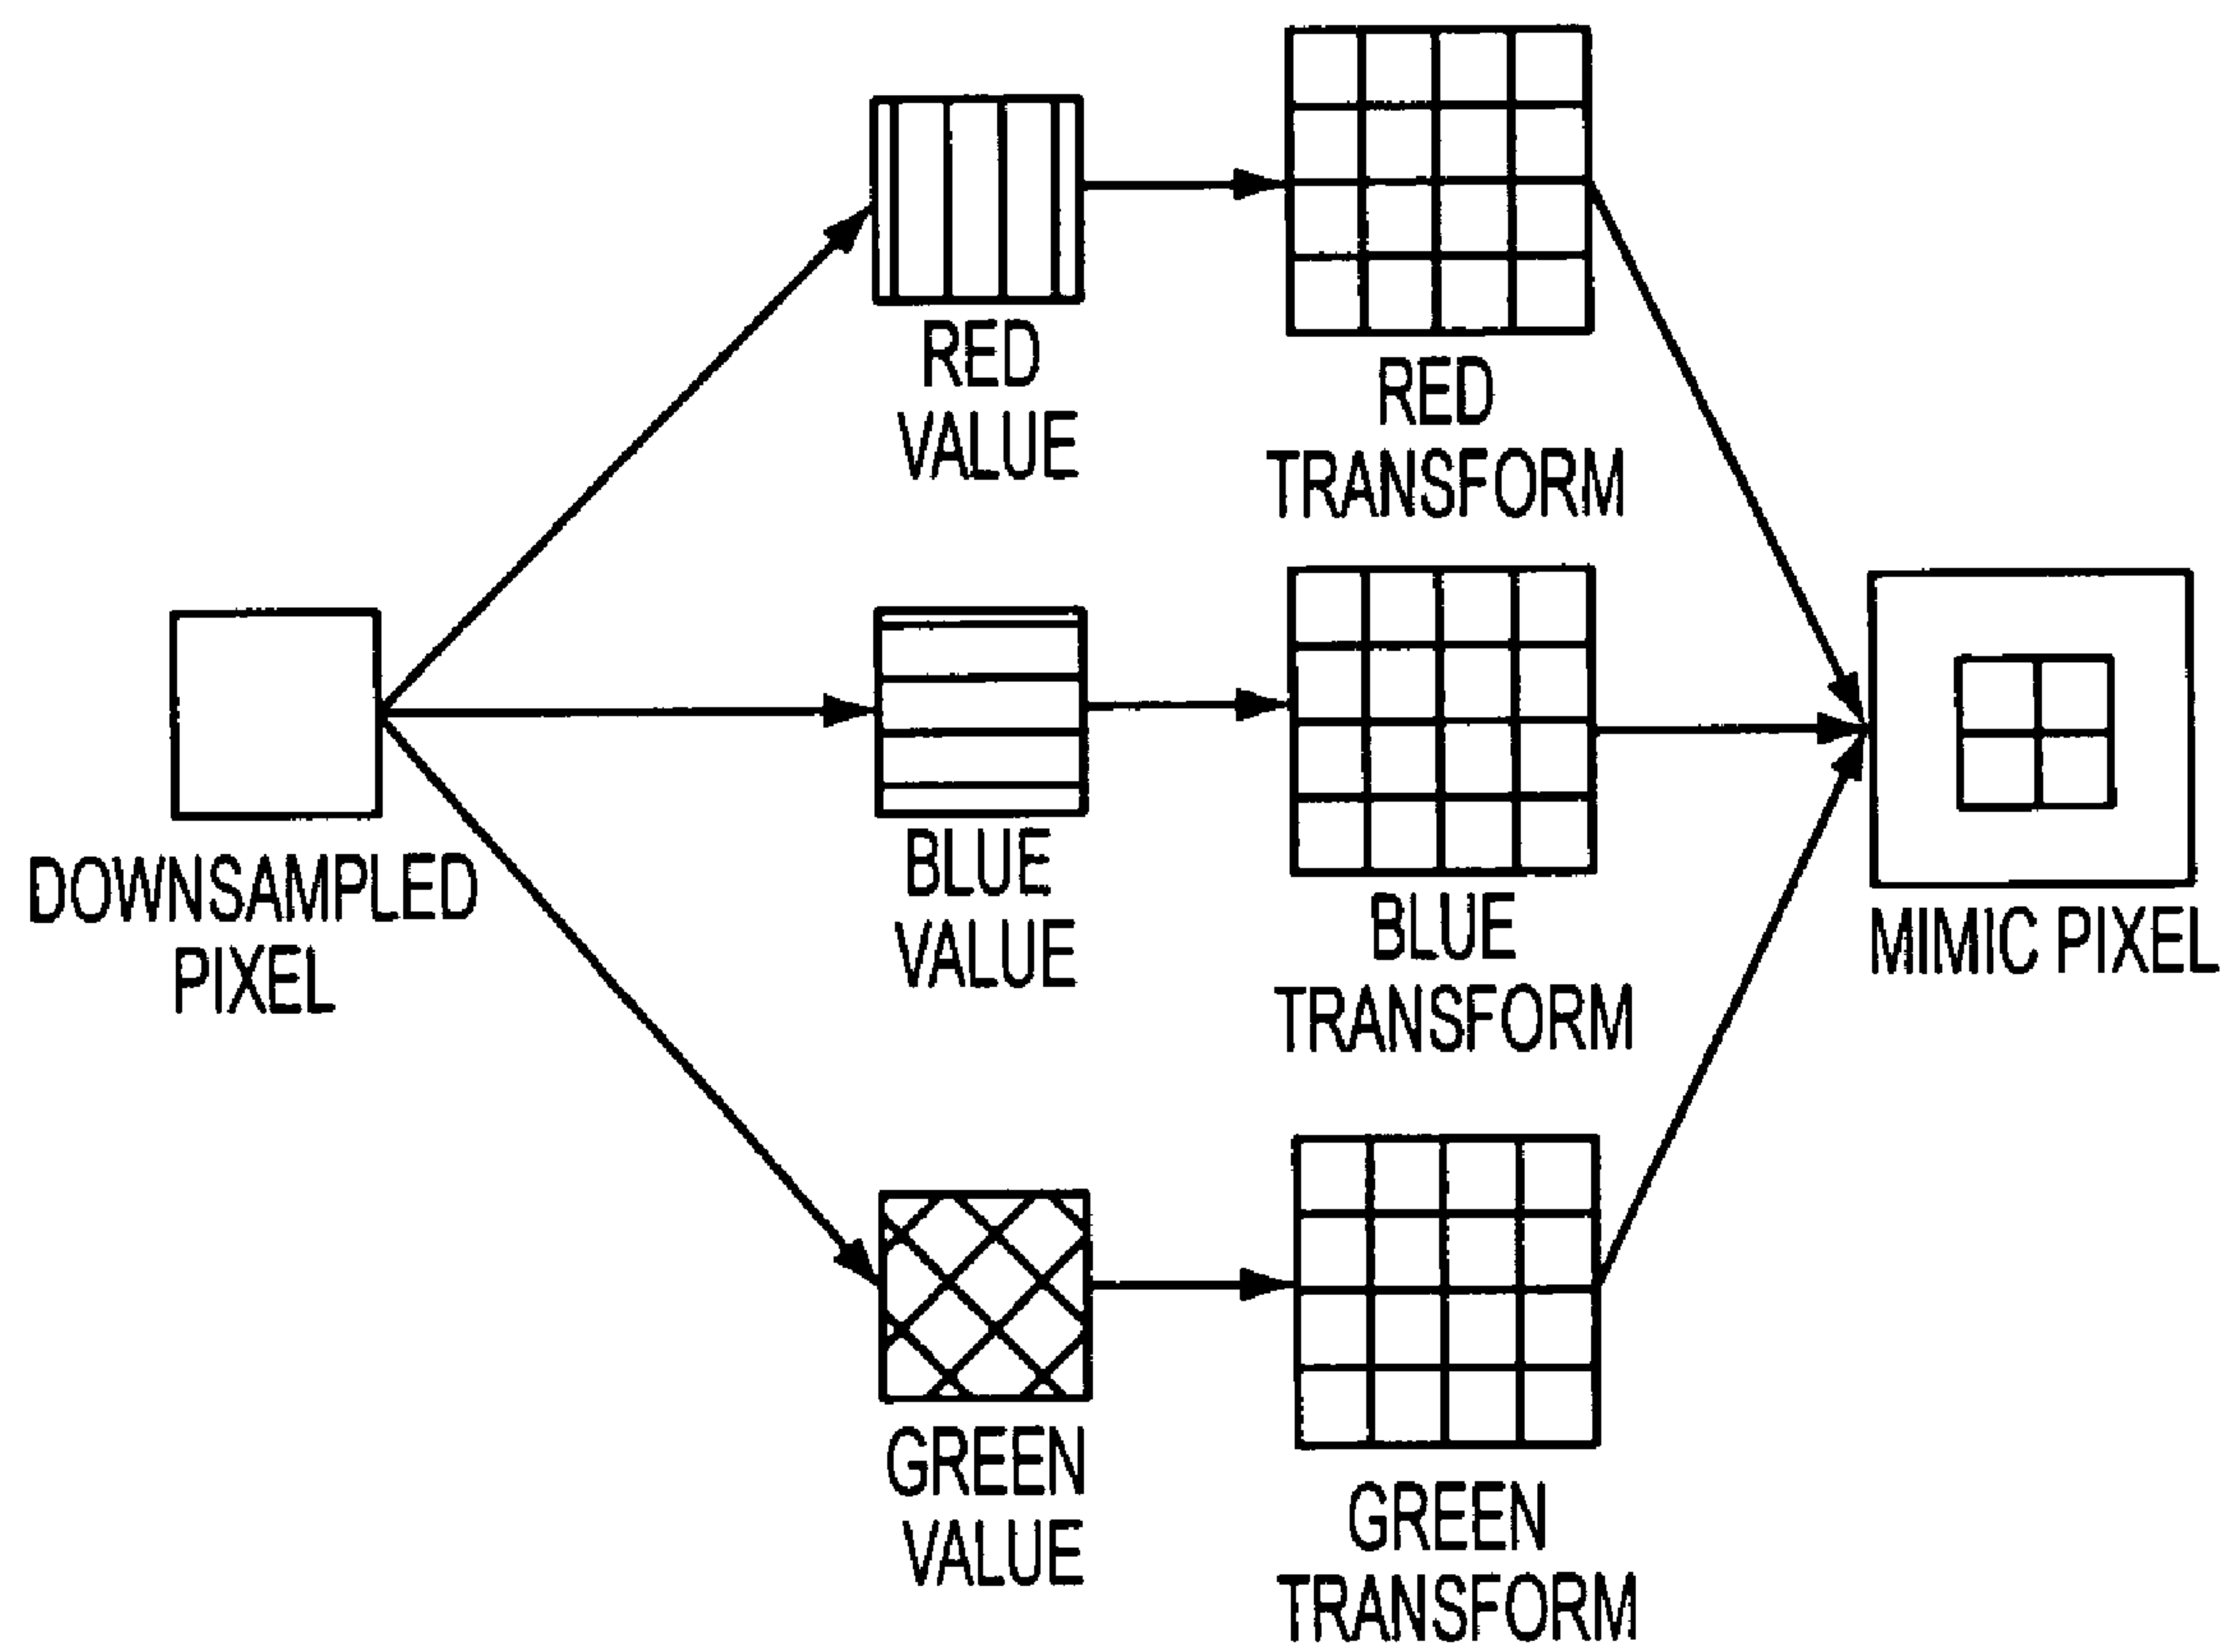 RED
VALUE
RED
TRANSFORM
DOWNSAMPLED
PIXEL
BLUE
VALUE
BLUE
TRANSFORM
MIMIC PIXEL
GREEN
VALUE
GREEN
TRANSFORM